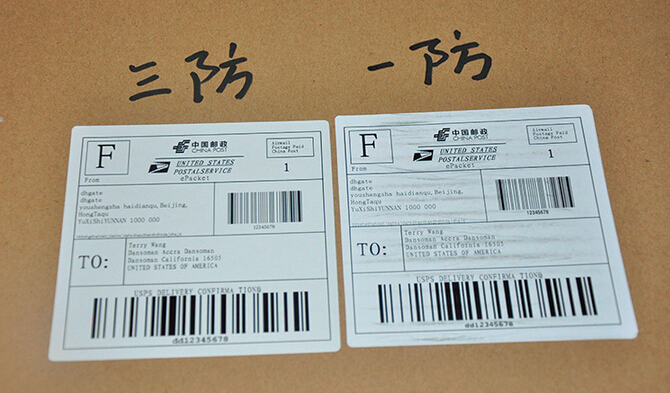 三防
一防
F
中国邮政
CHINA POST
Airmail
Postage Paid
China Post
UNITED STATES
POSTALSERVICE
ePacket
1
From
dhgate
dhgate
youshengsha haidianqu, Beijing,
HongTaqu
YuXiShiYUNNAN 1000 000
12345678
TO:
Terry Wang
Dansoman Accra Dansoman
Dansoman California 16505
UNITED STATES OF AMERICA
USPS DELIVERY CONFIRMA TION®
dd12345678
F
中国邮政
CHINA POST
Airmail
Postage Paid
China Post
UNITED STATES
POSTALSERVICE
ePacket
1
From
dhgate
dhgate
youshengsha haidianqu, Beijing,
HongTaqu
YuXiShiYUNNAN 1000 000
12345678
TO:
Terry Wang
Dansoman Accra Dansoman
Dansoman California 16505
UNITED STATES OF AMERICA
USPS DELIVERY CONFIRMA TION®
dd12345678